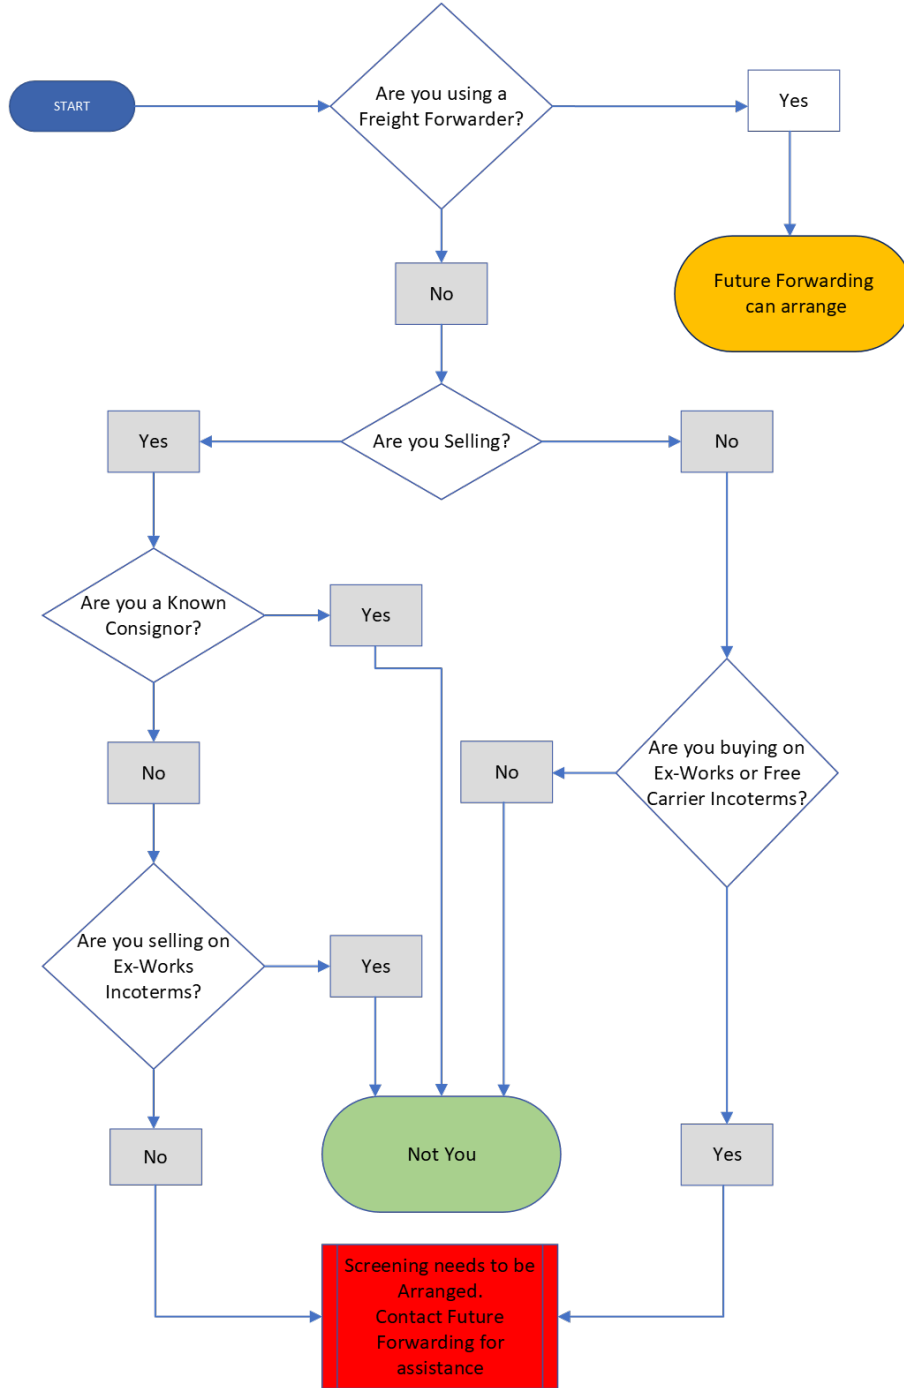 START
Are you using a
Freight Forwarder?
Yes
Future Forwarding
can arrange
No
Are you Selling?
Yes
No
Are you a Known
Consignor?
Yes
No
No
Are you buying on
Ex-Works or Free
Carrier Incoterms?
Are you selling on
Ex-Works
Incoterms?
Yes
No
Not You
Yes
Screening needs to be
Arranged.
Contact Future
Forwarding for
assistance